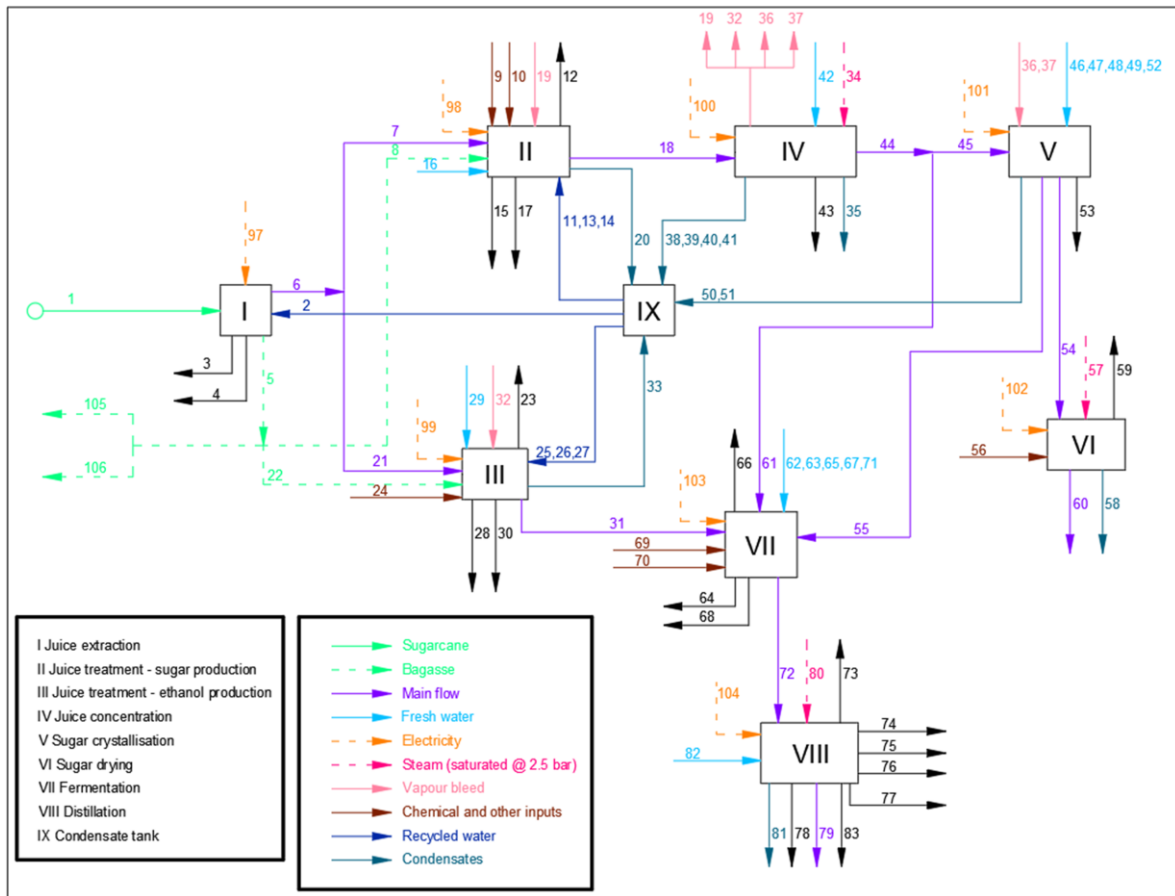 19 32 36 37
9 10 19 12
42 34
36,37 46,47,48,49,52
98 100 101
7
8
16
II
18
IV
44 45
V
15 17
11,13,14
20
38,39,40,41
43 35
53
97
1
6
I
2
IX
50,51
3
4
5
33
54
57 59
105
106
29 32 23
99
25,26,27
102
21
22
24
III
56
VI
66 61 62,63,65,67,71
103
28 30
31
69
70
VII
55
60 58
64
68
72 80 73
104
74
75
76
77
82
VIII
81 78 79 83
I Juice extraction
II Juice treatment - sugar production
III Juice treatment - ethanol production
IV Juice concentration
V Sugar crystallisation
VI Sugar drying
VII Fermentation
VIII Distillation
IX Condensate tank
Sugarcane
Bagasse
Main flow
Fresh water
Electricity
Steam (saturated @ 2.5 bar)
Vapour bleed
Chemical and other inputs
Recycled water
Condensates